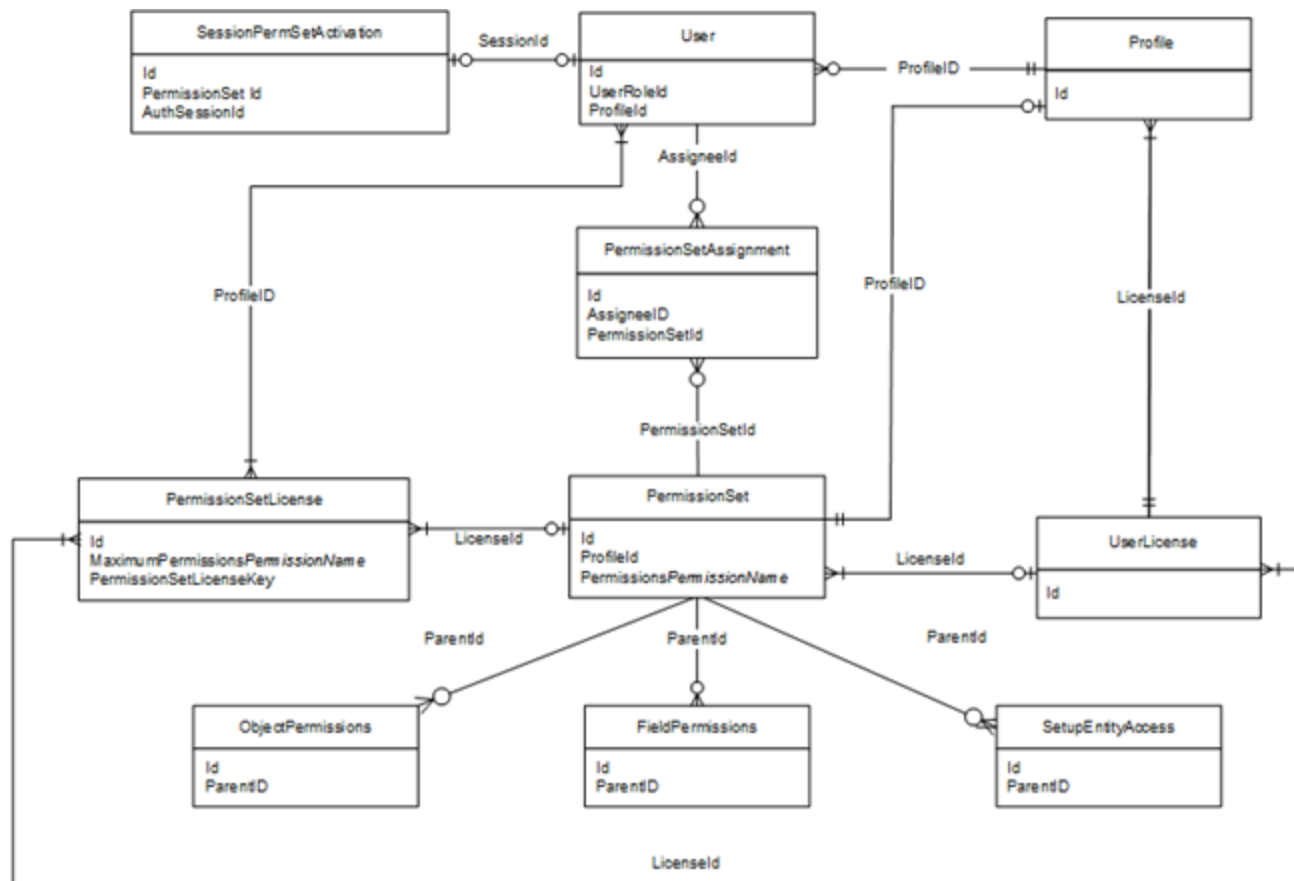 SessionPermSetActivation
Id
PermissionSet Id
AuthSessionId
SessionId
User
Id
UserRoleId
ProfileId
ProfileID
Profile
Id
AssigneeId
PermissionSetAssignment
Id
AssigneeID
PermissionSetId
ProfileID
ProfileID
LicenseId
PermissionSetId
PermissionSetLicense
Id
MaximumPermissionsPermissionName
PermissionSetLicenseKey
LicenseId
PermissionSet
Id
ProfileId
PermissionsPermissionName
LicenseId
UserLicense
Id
ParentId
ParentId
ParentId
ObjectPermissions
Id
ParentID
FieldPermissions
Id
ParentID
SetupEntityAccess
Id
ParentID
LicenseId